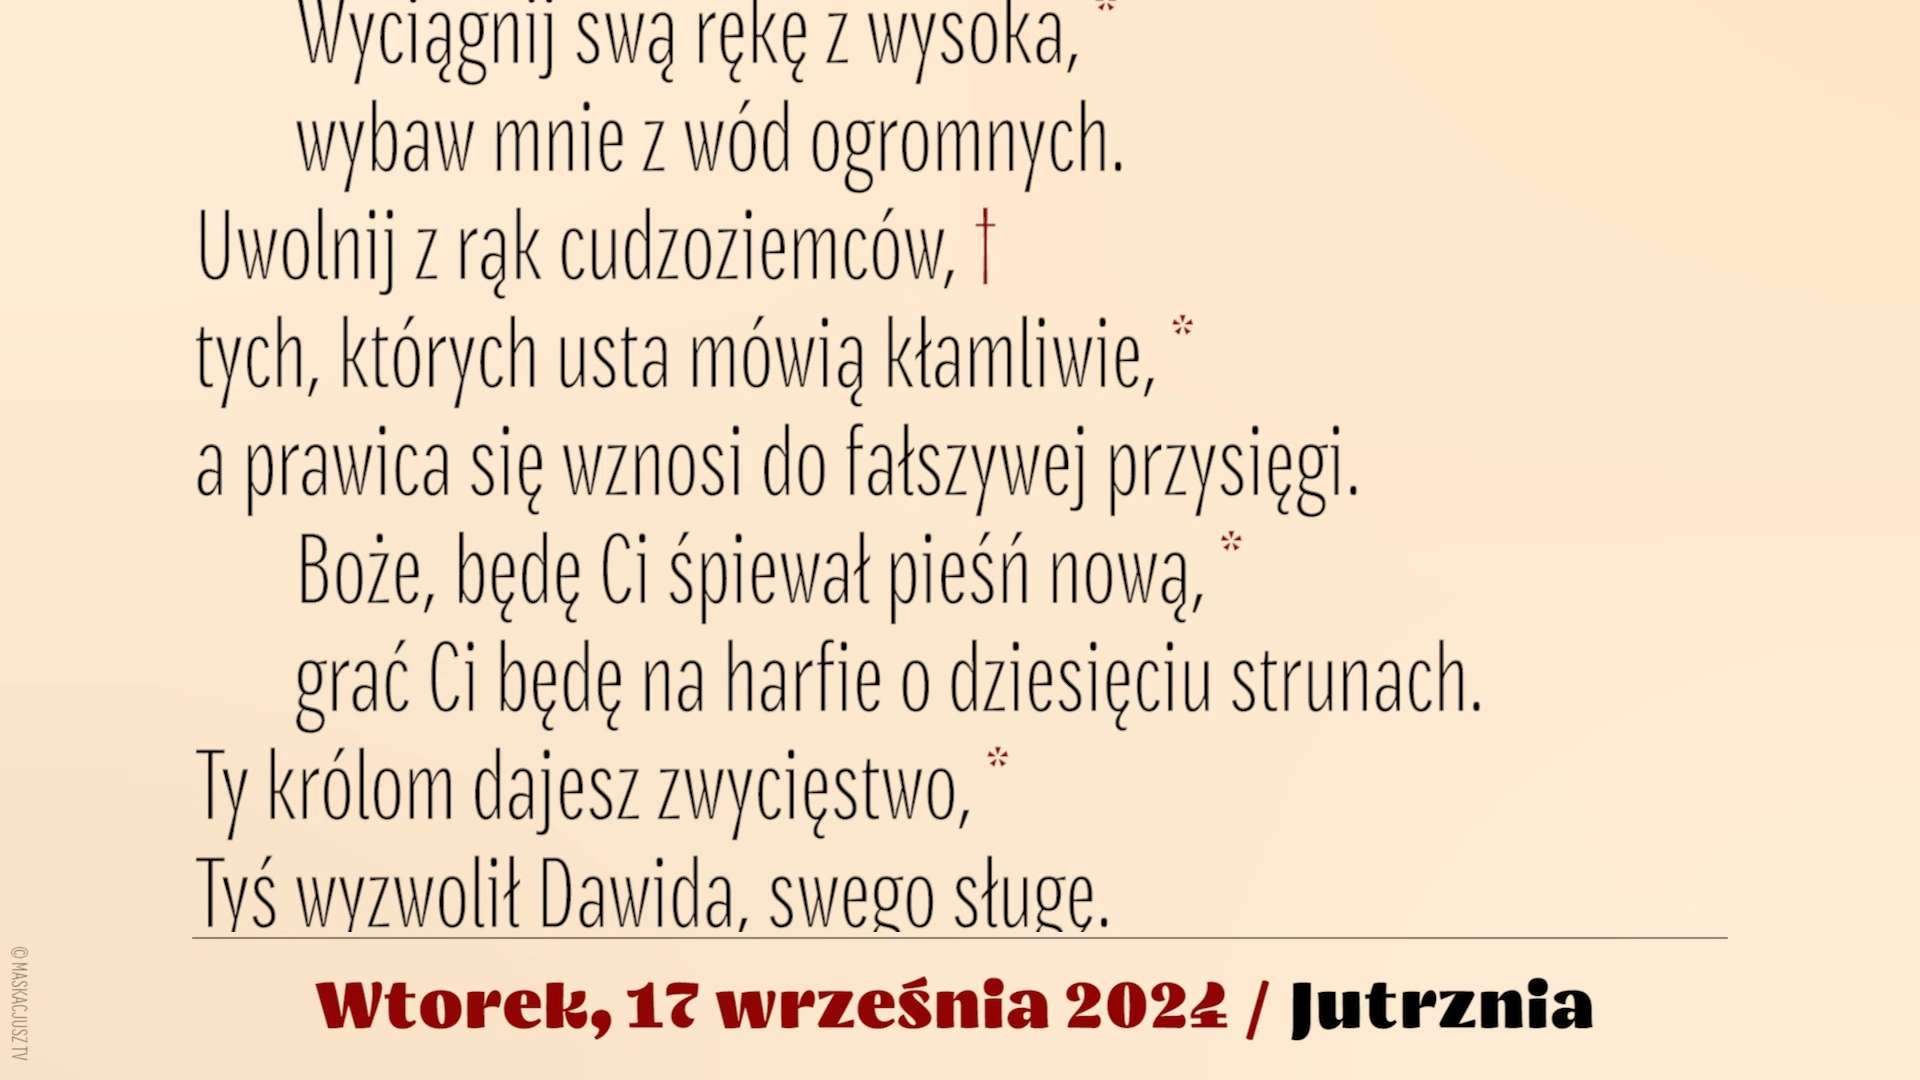 Wyciągnij swą rękę z wysoka, *
wybaw mnie z wód ogromnych.
Uwolnij z rąk cudzoziemców, †
tych, których usta mówią kłamliwie, *
a prawica się wznosi do fałszywej przysięgi.
Boże, będę Ci śpiewał pieśń nową, *
grać Ci będę na harfie o dziesięciu strunach.
Ty królom dajesz zwycięstwo, *
Tyś wyzwolił Dawida, swego sługę.
Wtorek, 17 września 2024 / Jutrznia
© MASKACJUSZ TV